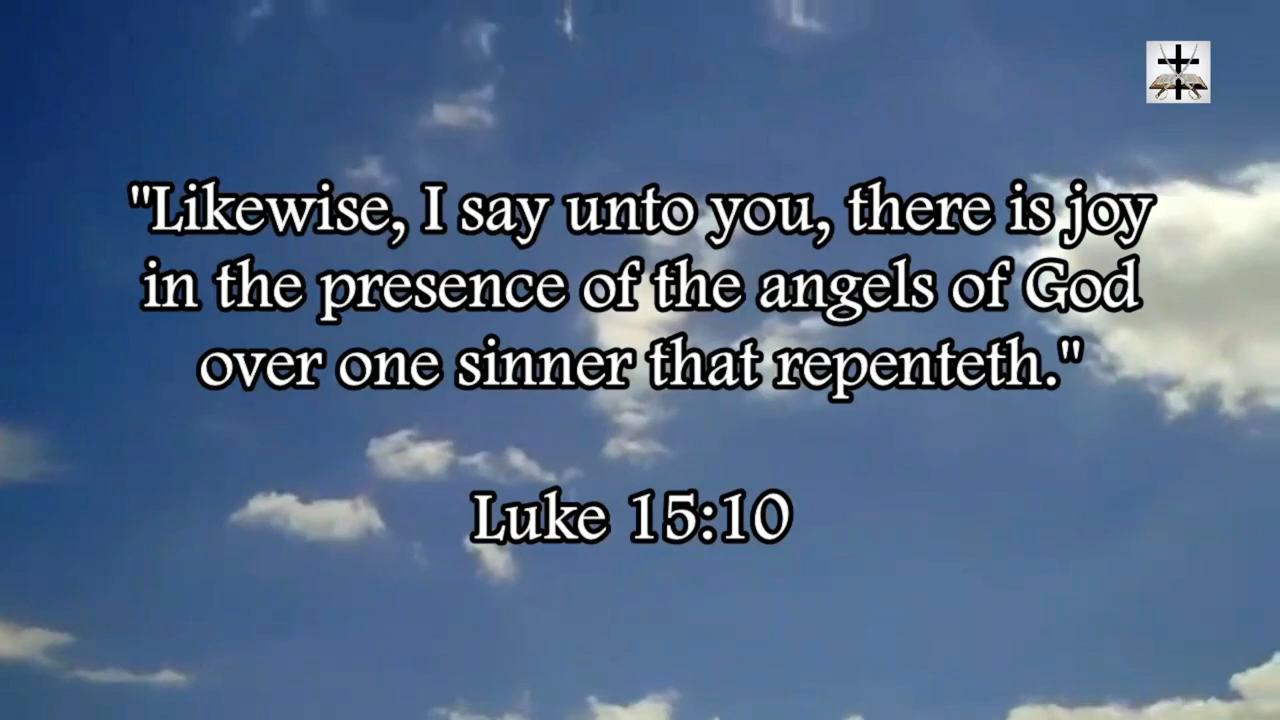 "Likewise, I say unto you, there is joy
in the presence of the angels of God
over one sinner that repenteth."
Luke 15:10